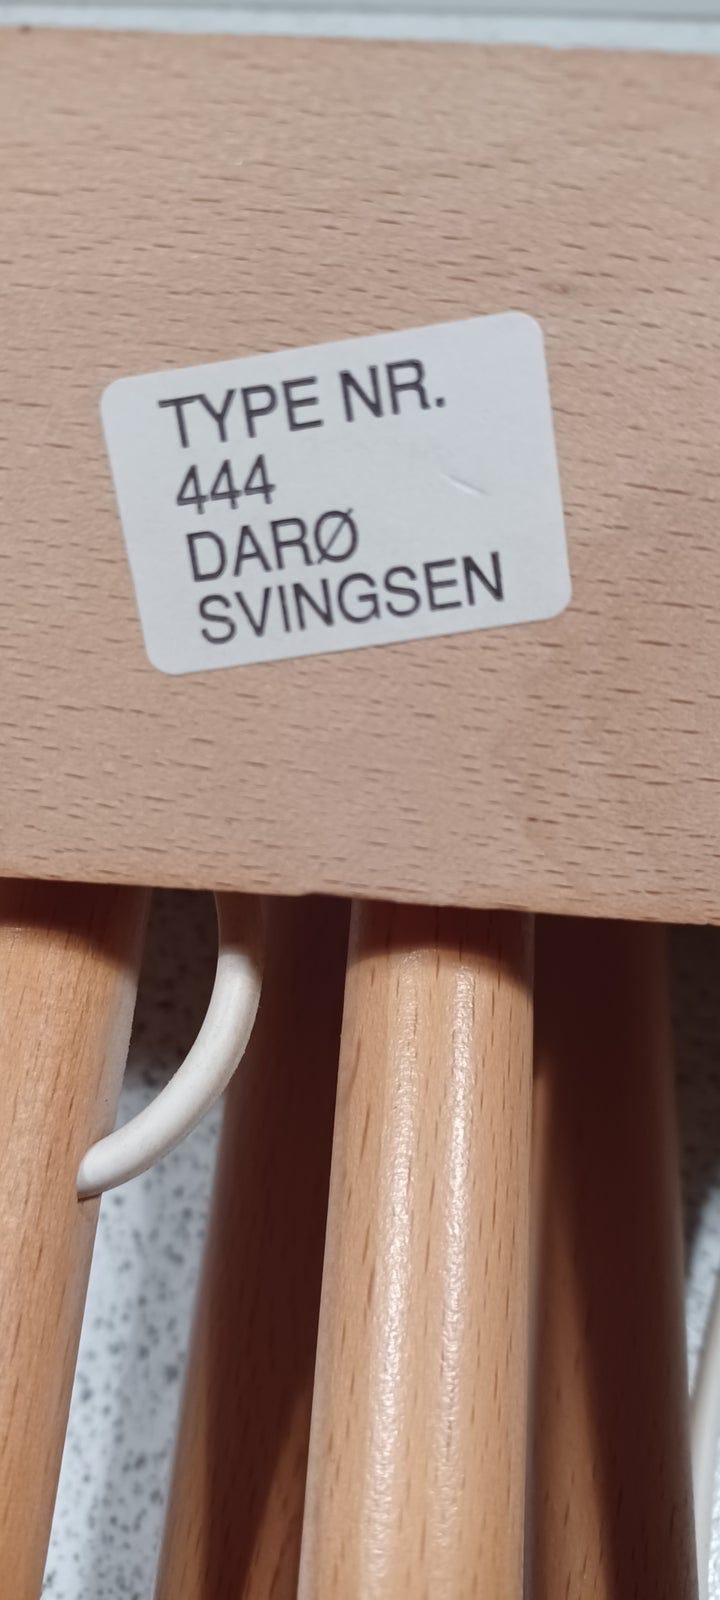 TYPE NR.
444
DARØ
SVINGSEN